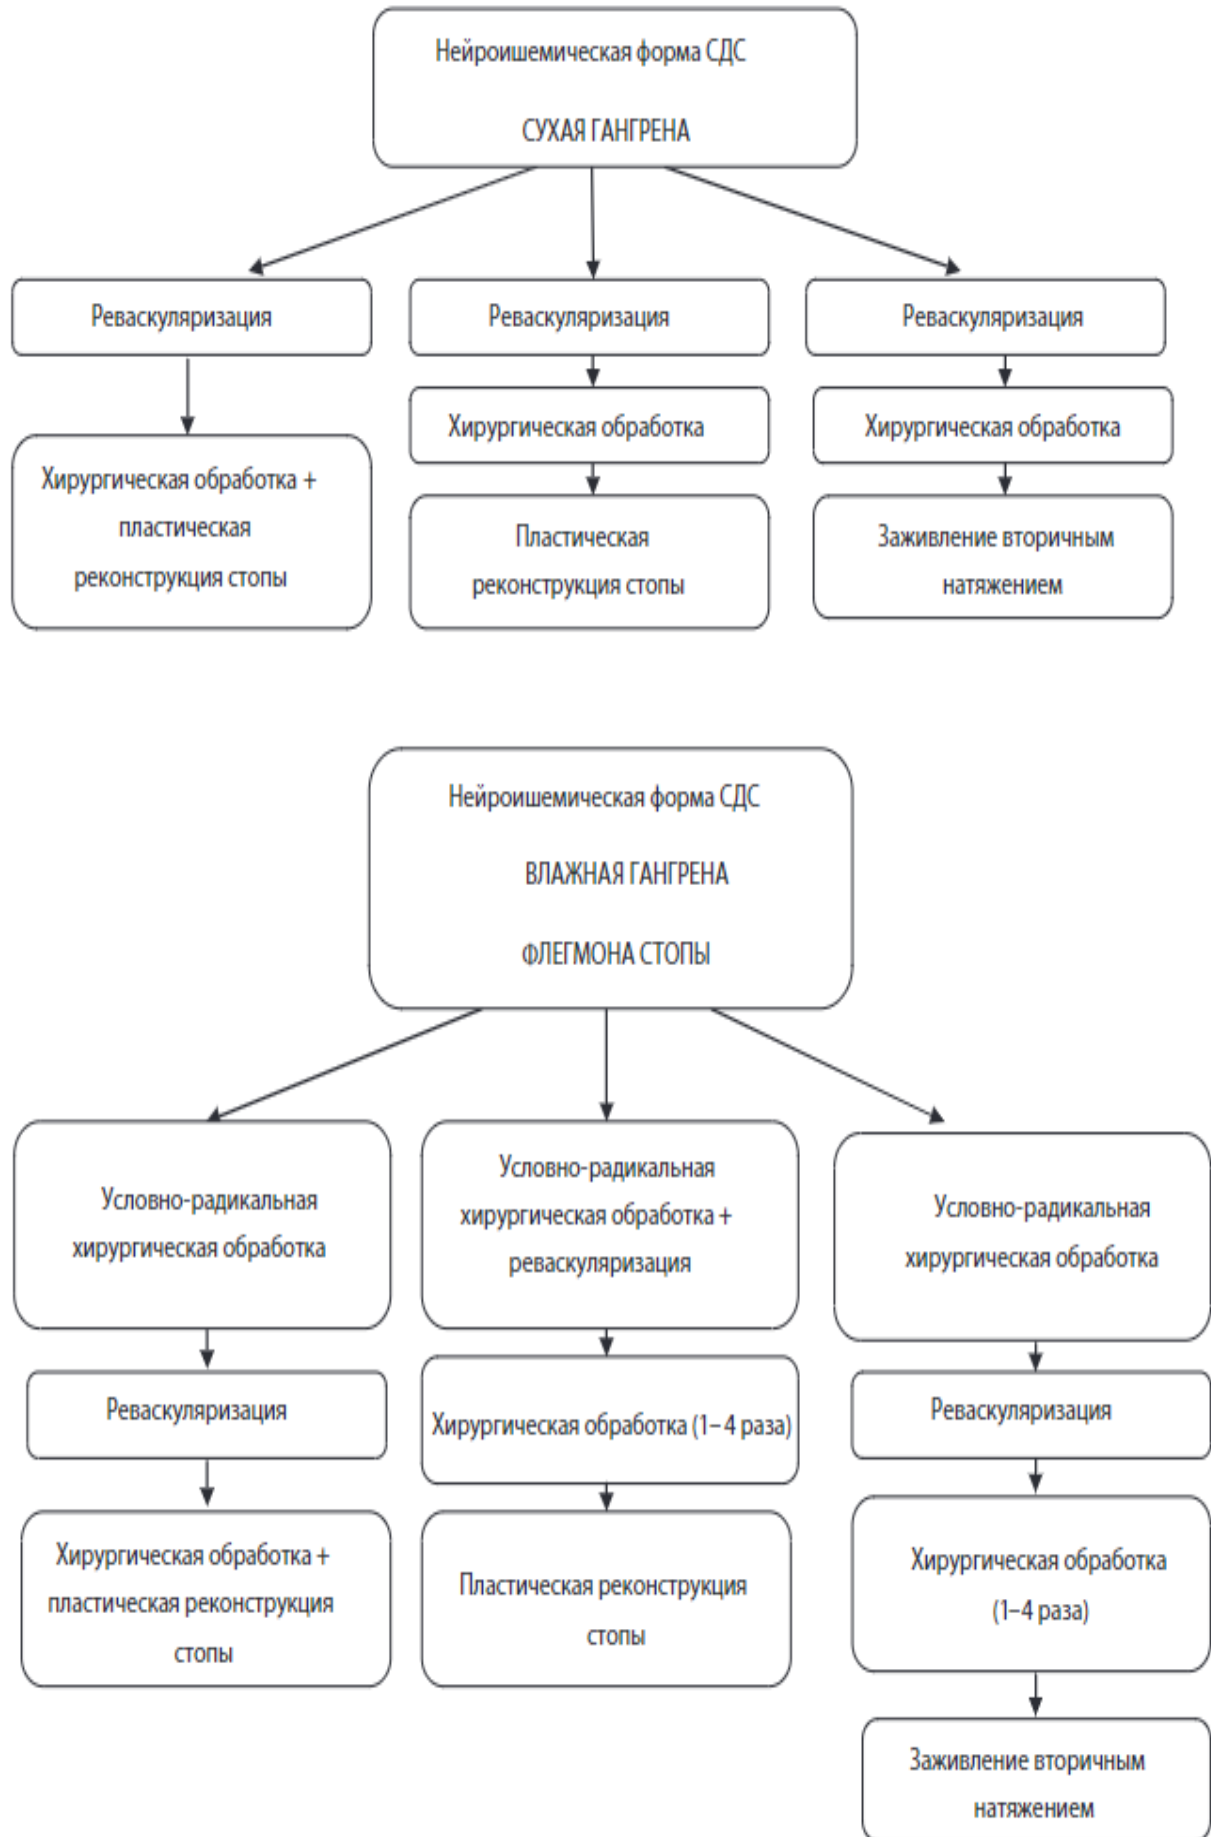 Нейроишемическая форма СДС
СУХАЯ ГАНГРЕНА
Реваскуляризация
Хирургическая обработка +
пластическая
реконструкция стопы
Реваскуляризация
Хирургическая обработка
Пластическая
реконструкция стопы
Реваскуляризация
Хирургическая обработка
Заживление вторичным
натяжением
Нейроишемическая форма СДС
ВЛАЖНАЯ ГАНГРЕНА
ФЛЕГМОНА СТОПЫ
Условно-радикальная
хирургическая обработка
Реваскуляризация
Хирургическая обработка +
пластическая реконструкция
стопы
Условно-радикальная
хирургическая обработка +
реваскуляризация
Хирургическая обработка (1–4 раза)
Пластическая реконструкция
стопы
Условно-радикальная
хирургическая обработка
Реваскуляризация
Хирургическая обработка
(1–4 раза)
Заживление вторичным
натяжением